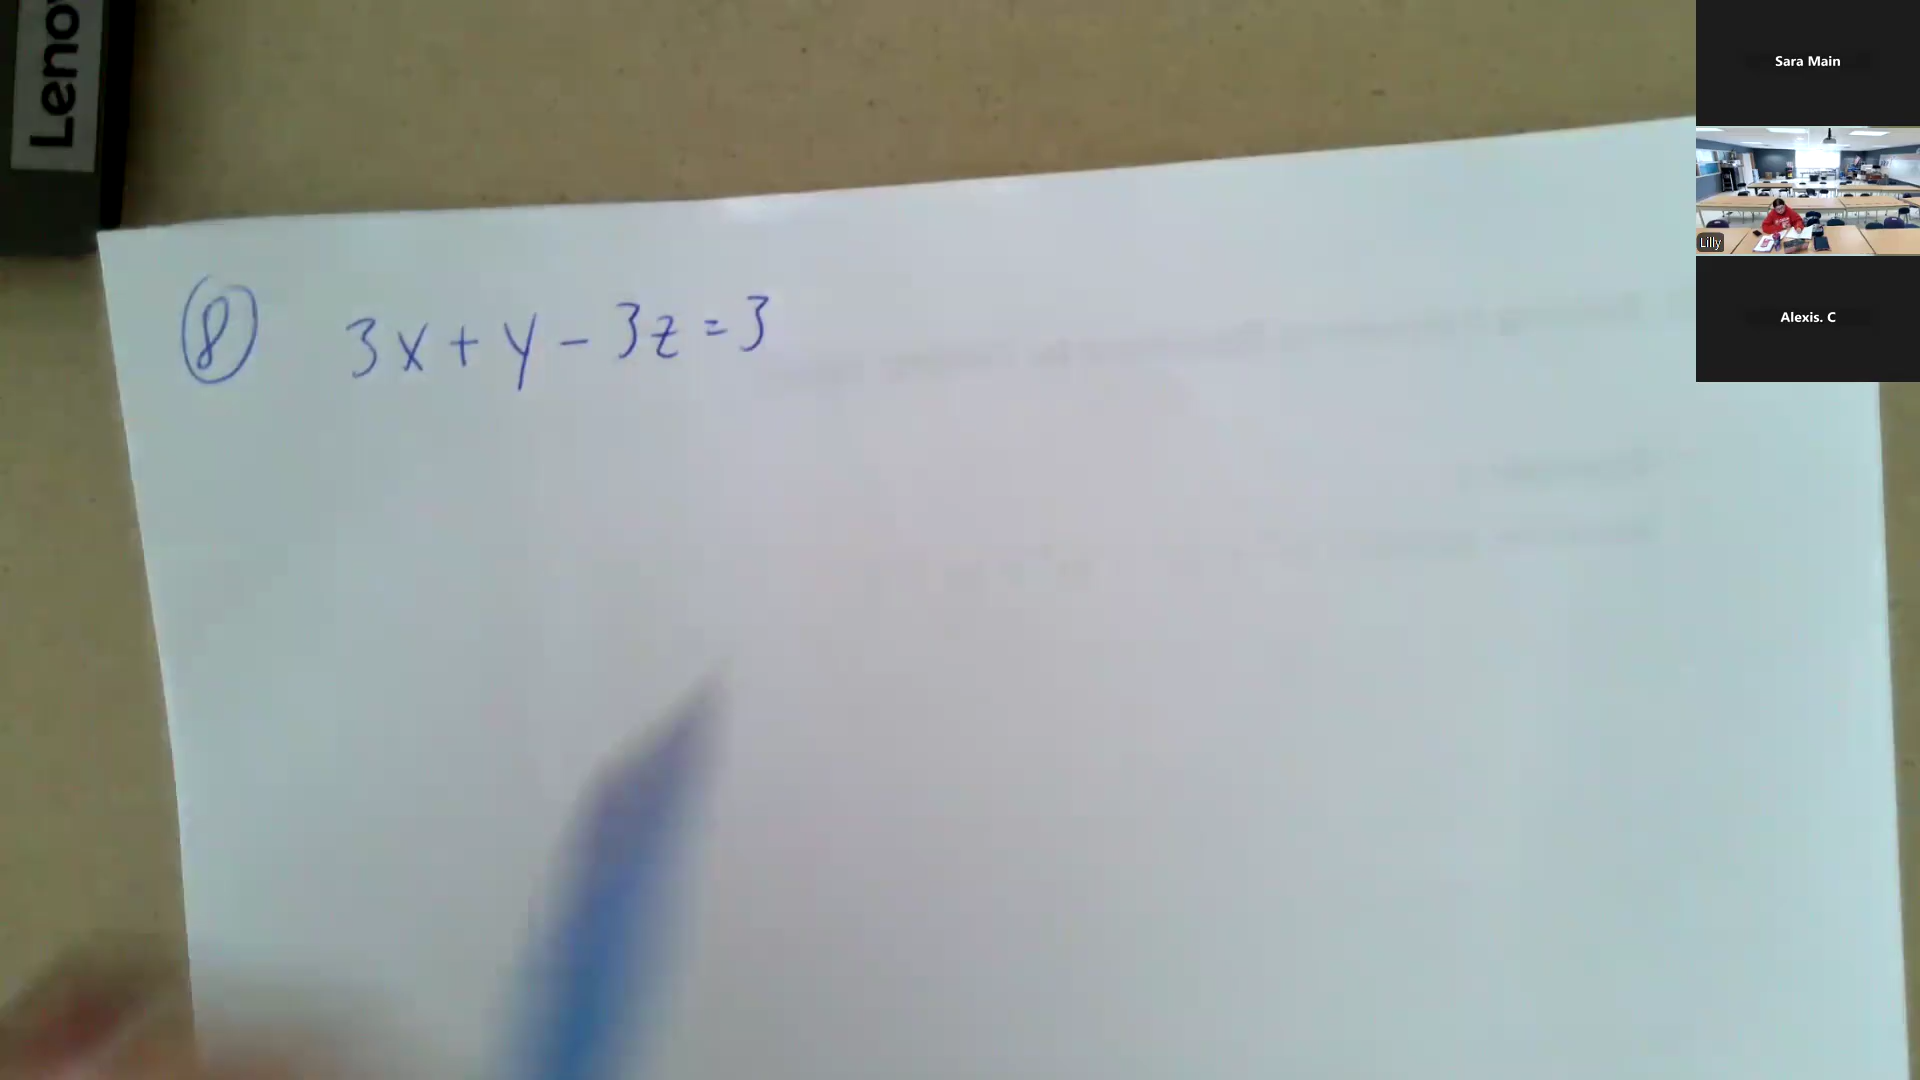 Leno
⑧ 3x + y - 3z = 3
Sara Main
Lilly
Alexis. C